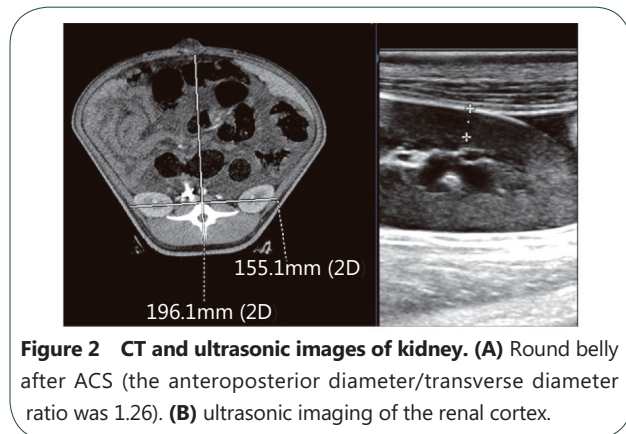 155.1mm (2D
196.1mm (2D
Figure 2 CT and ultrasonic images of kidney. (A) Round belly
after ACS (the anteroposterior diameter/transverse diameter
ratio was 1.26). (B) ultrasonic imaging of the renal cortex.